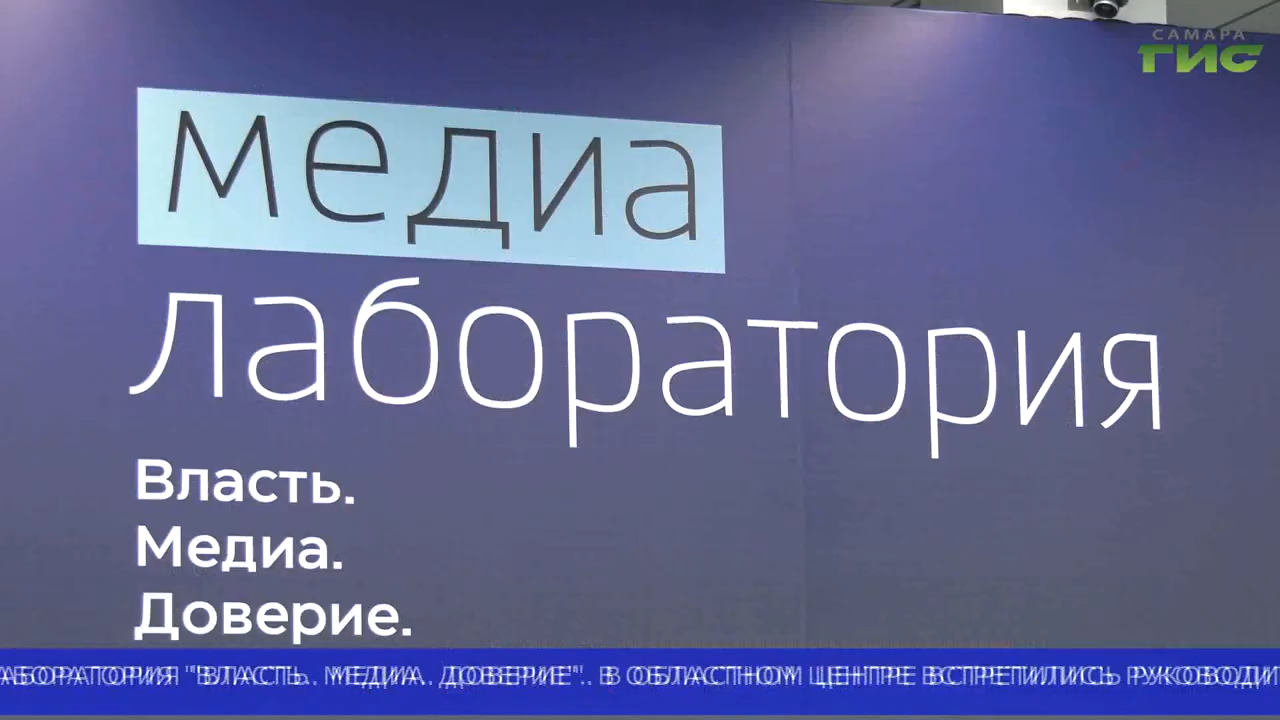 САМАРА
ГИС
медиа
лаборатория
Власть.
Медиа.
Доверие.
АБОРАТОРИЯ "ВЛАСТЬ. МЕДИА. ДОВЕРИЕ". В ОБЛАСТНОМ ЦЕНТРЕ ВСТРЕТИЛИСЬ РУКОВОДИ